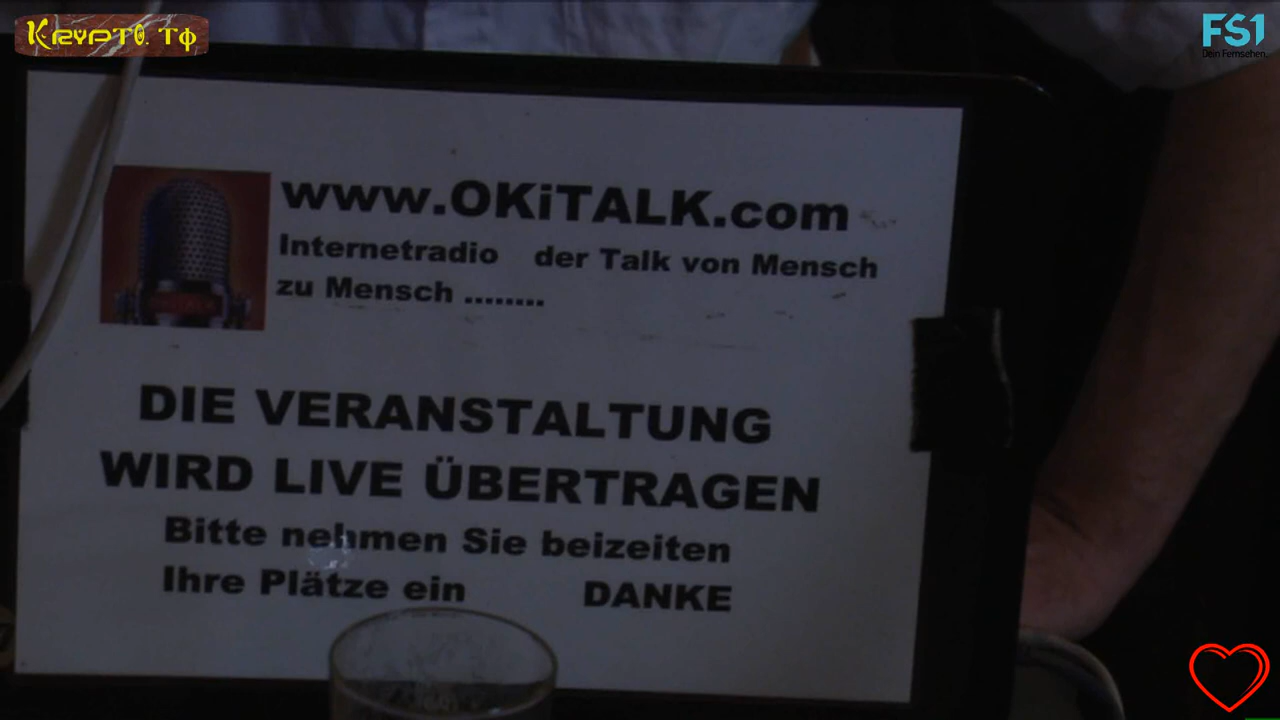 KRYPTO.TV
FS1
Dein Fernsehen.
www.OKiTALK.com
Internetradio der Talk von Mensch
zu Mensch ........
DIE VERANSTALTUNG
WIRD LIVE ÜBERTRAGEN
Bitte nehmen Sie beizeiten
Ihre Plätze ein DANKE